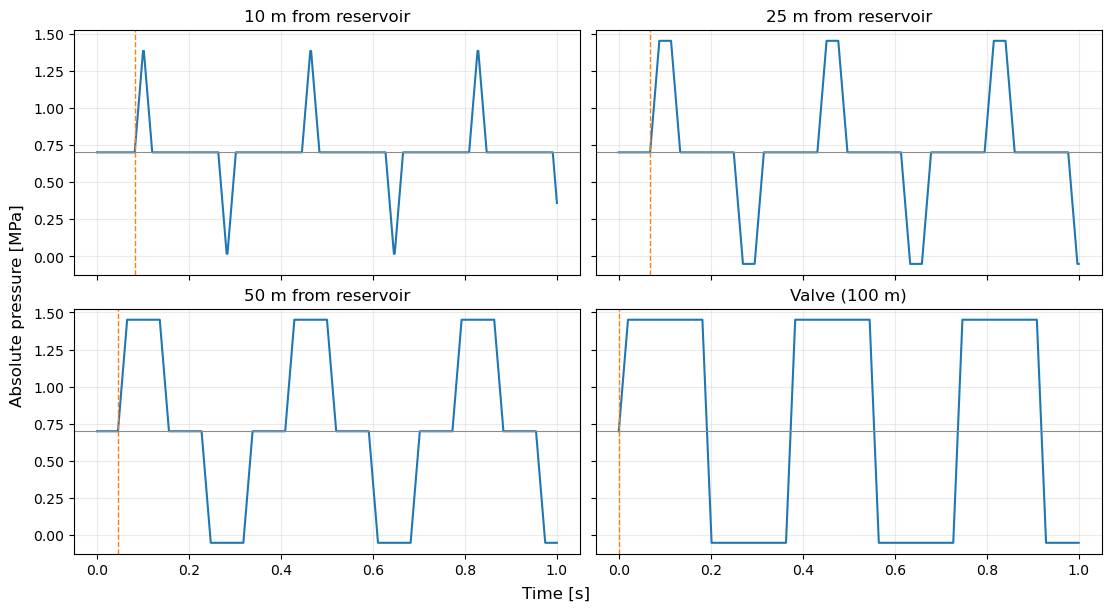 10 m from reservoir
25 m from reservoir
1.50
1.25
1.00
0.75
0.50
0.25
0.00
50 m from reservoir
Valve (100 m)
1.50
1.25
1.00
0.75
0.50
0.25
0.00
0.0 0.2 0.4 0.6 0.8 1.0
0.0 0.2 0.4 0.6 0.8 1.0
Absolute pressure [MPa]
Time [s]